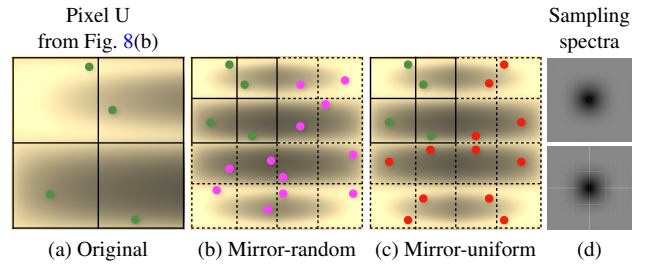 Pixel U
from Fig. 8(b)
Sampling
spectra
(a) Original
(b) Mirror-random
(c) Mirror-uniform
(d)